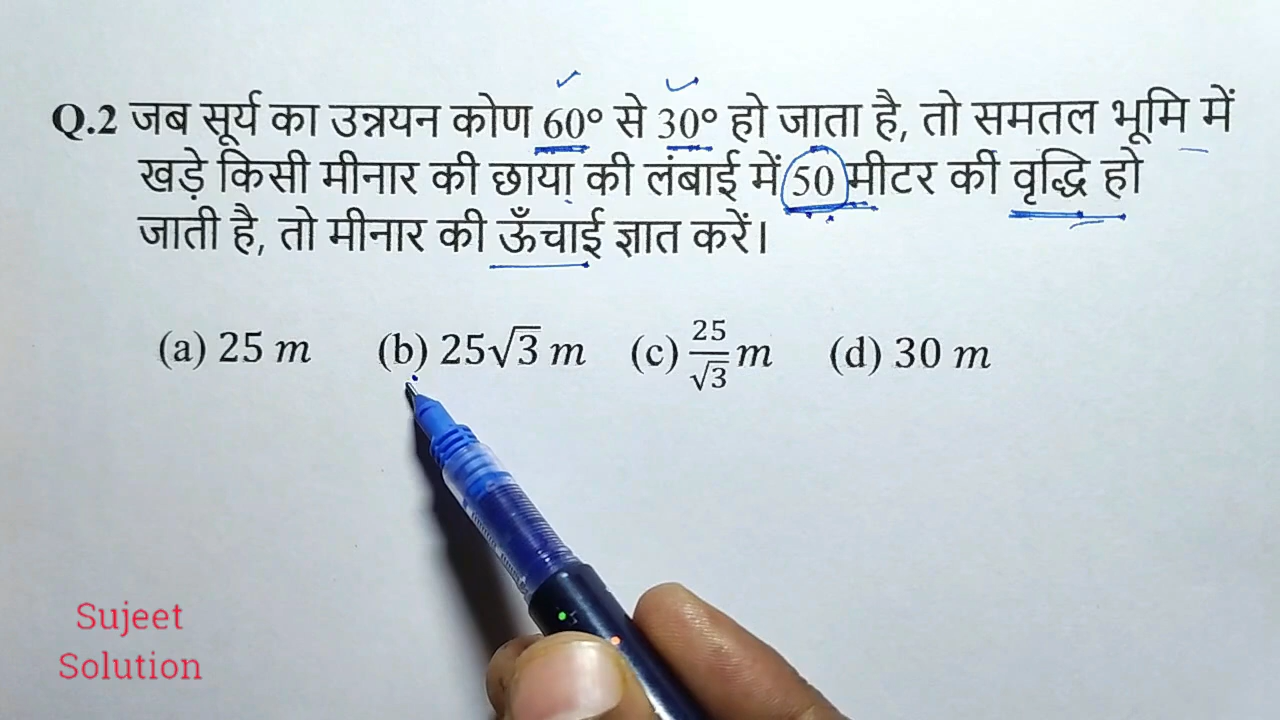 Q.2 जब सूर्य का उन्नयन कोण 60° से 30° हो जाता है, तो समतल भूमि में
खड़े किसी मीनार की छाया की लंबाई में 50 मीटर की वृद्धि हो
जाती है, तो मीनार की ऊँचाई ज्ञात करें।
(a) 25 m (b) 25√3 m (c) 25/√3 m (d) 30 m
Sujeet
Solution